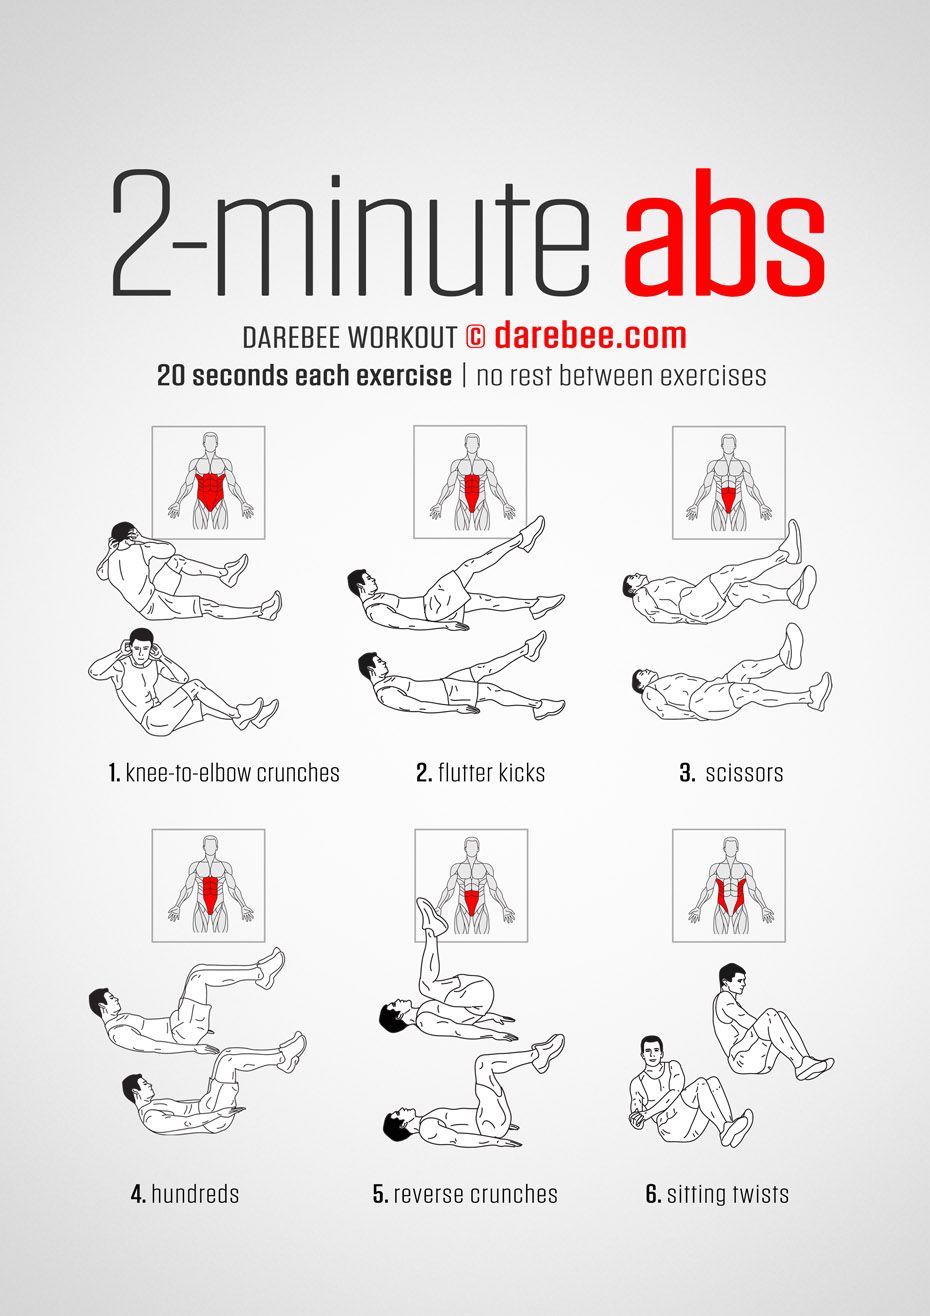 2-minute abs
DAREBEE WORKOUT © darebee.com
20 seconds each exercise | no rest between exercises
1. knee-to-elbow crunches
2. flutter kicks
3. scissors
4. hundreds
5. reverse crunches
6. sitting twists